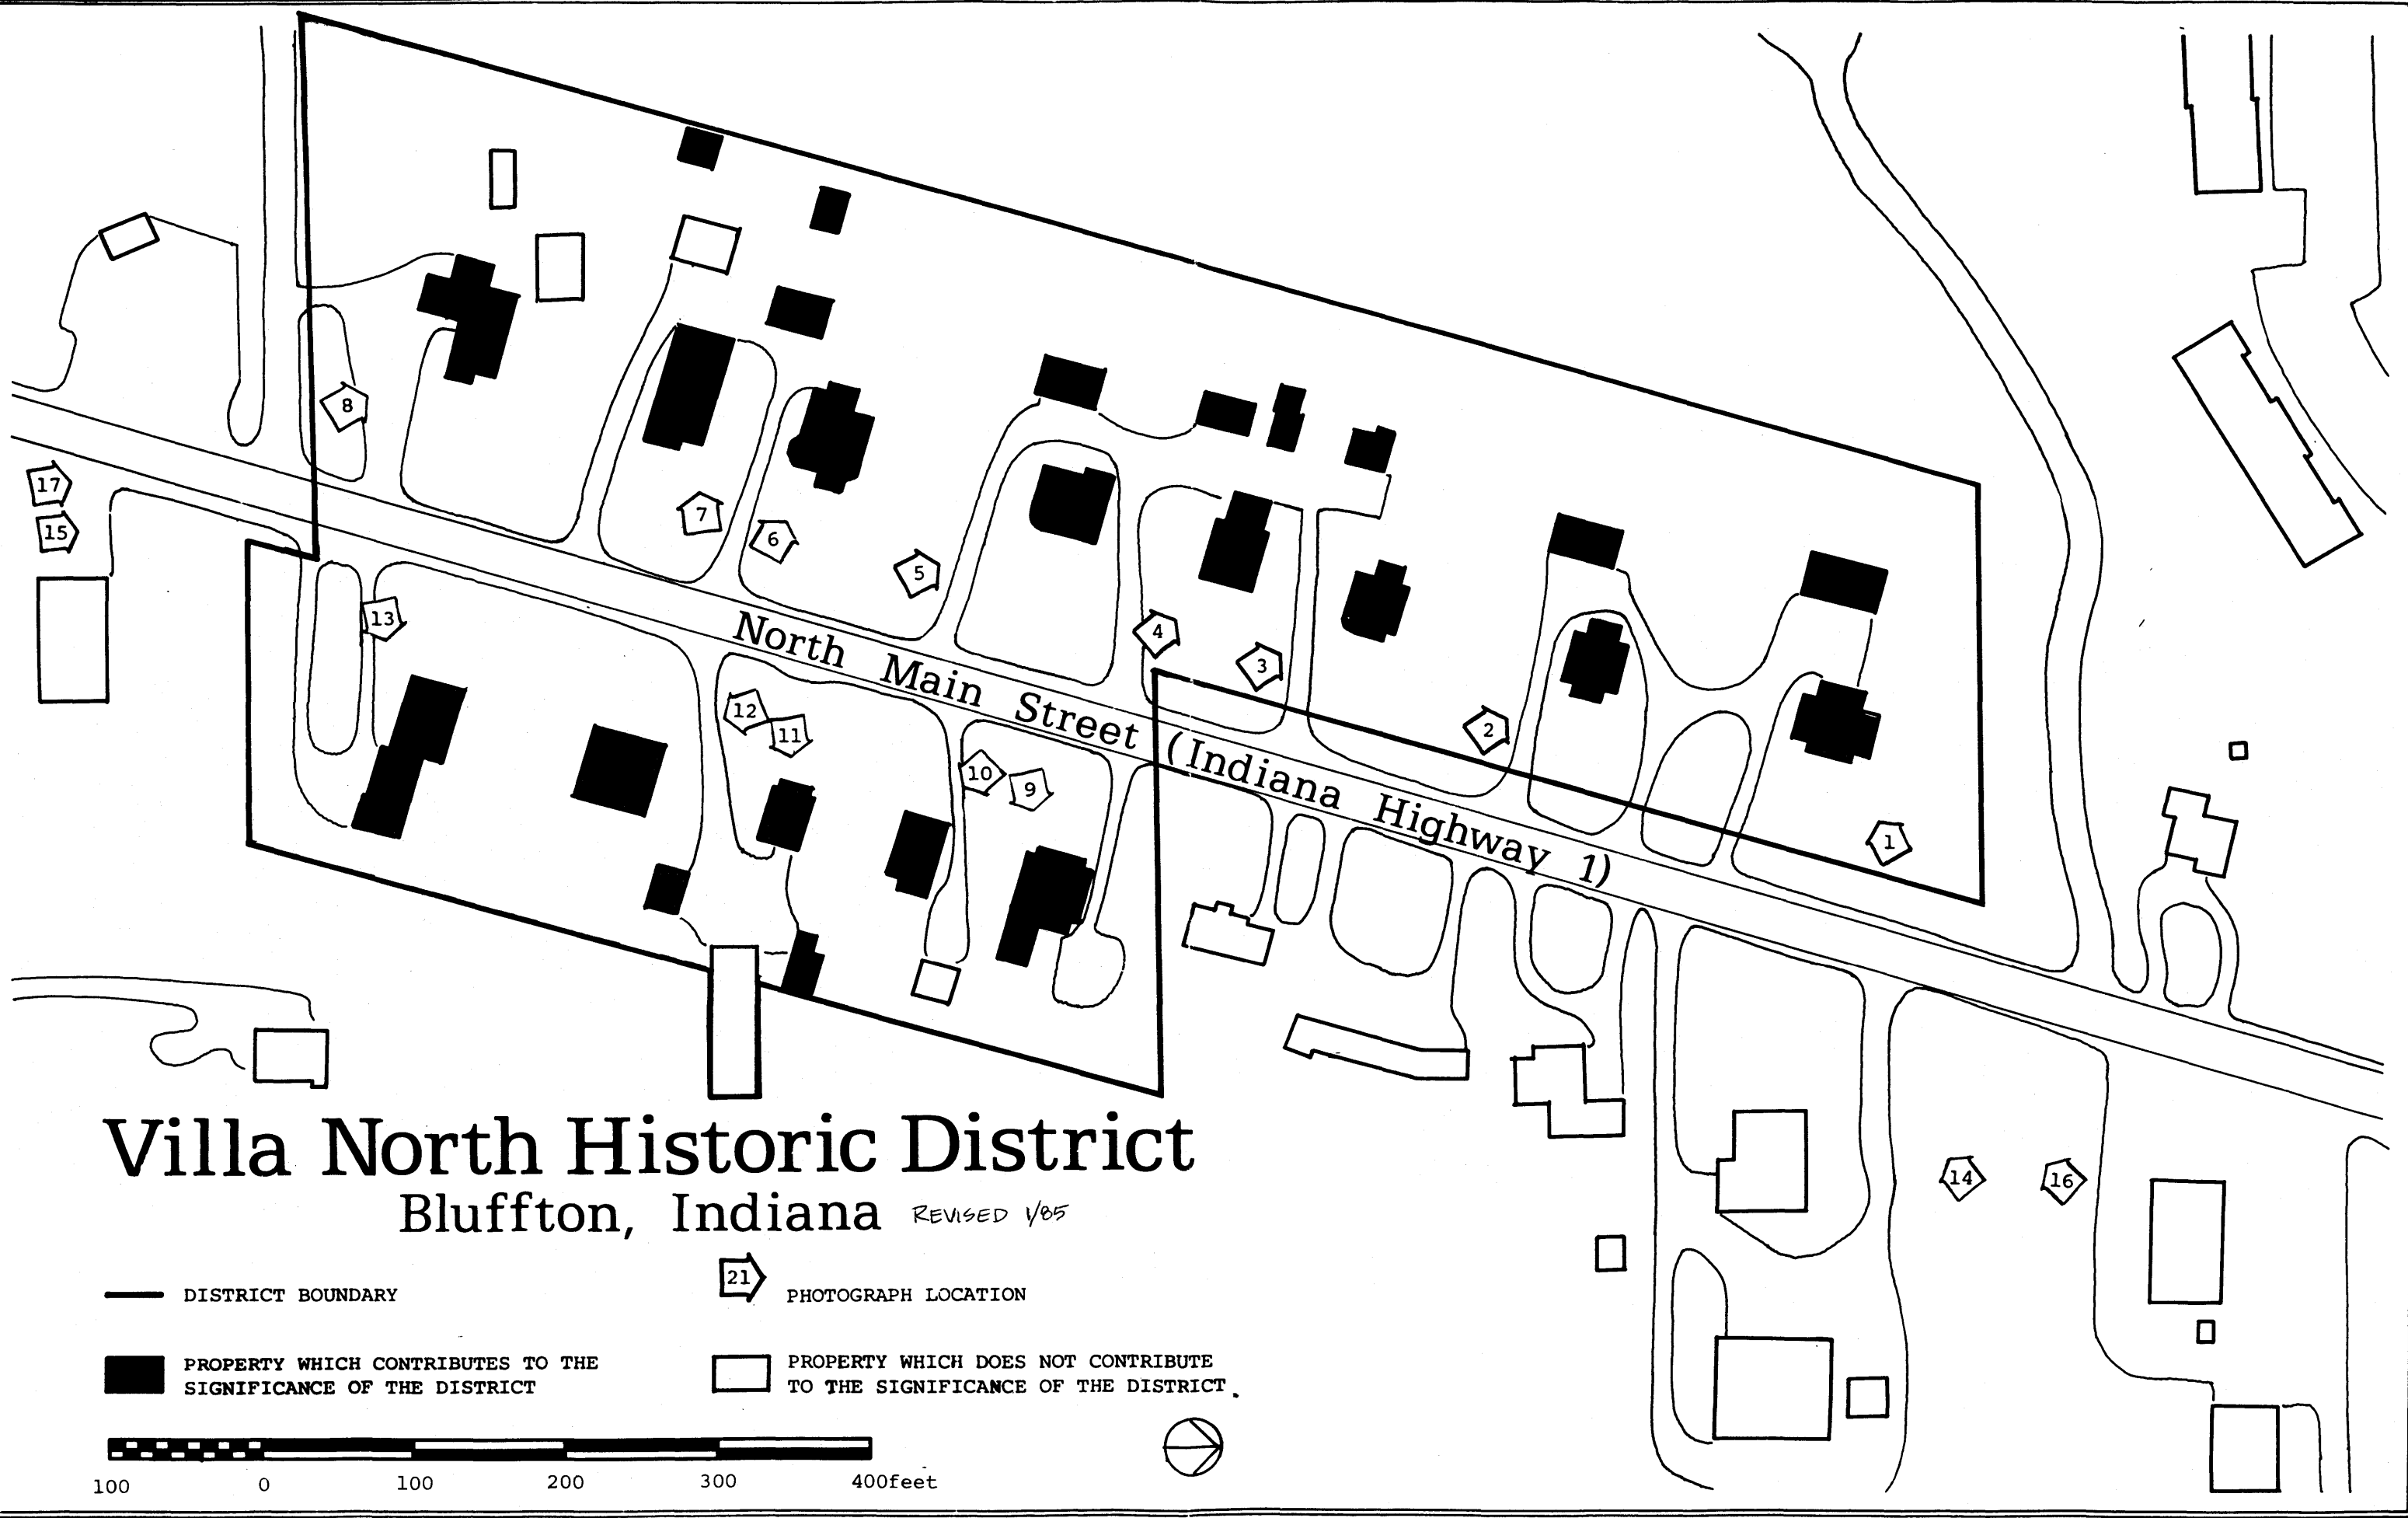 8
17
15
7
6
5
13
4
3
12
11
2
10
9
1
North Main Street (Indiana Highway 1)
14
16
Villa North Historic District
Bluffton, Indiana REVISED 1/85
DISTRICT BOUNDARY
21
PHOTOGRAPH LOCATION
PROPERTY WHICH CONTRIBUTES TO THE
SIGNIFICANCE OF THE DISTRICT
PROPERTY WHICH DOES NOT CONTRIBUTE
TO THE SIGNIFICANCE OF THE DISTRICT.
100 0 100 200 300 400feet